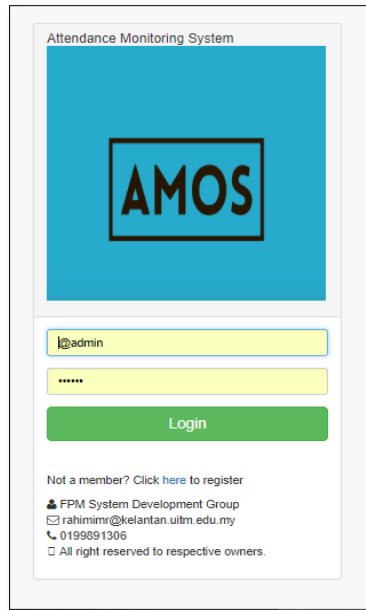 Attendance Monitoring System
AMOS
@admin
••••••
Login
Not a member? Click here to register
FPM System Development Group
rahimimr@kelantan.uitm.edu.my
0199891306
All right reserved to respective owners.